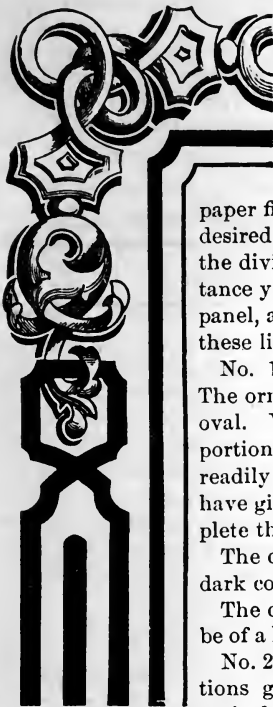 paper fi
desired
the divi
tance y
panel, a
these li
No. 1
The orn
oval.
portion
readily
have gi
plete th
The c
dark co
The c
be of a
No. 2
tions g